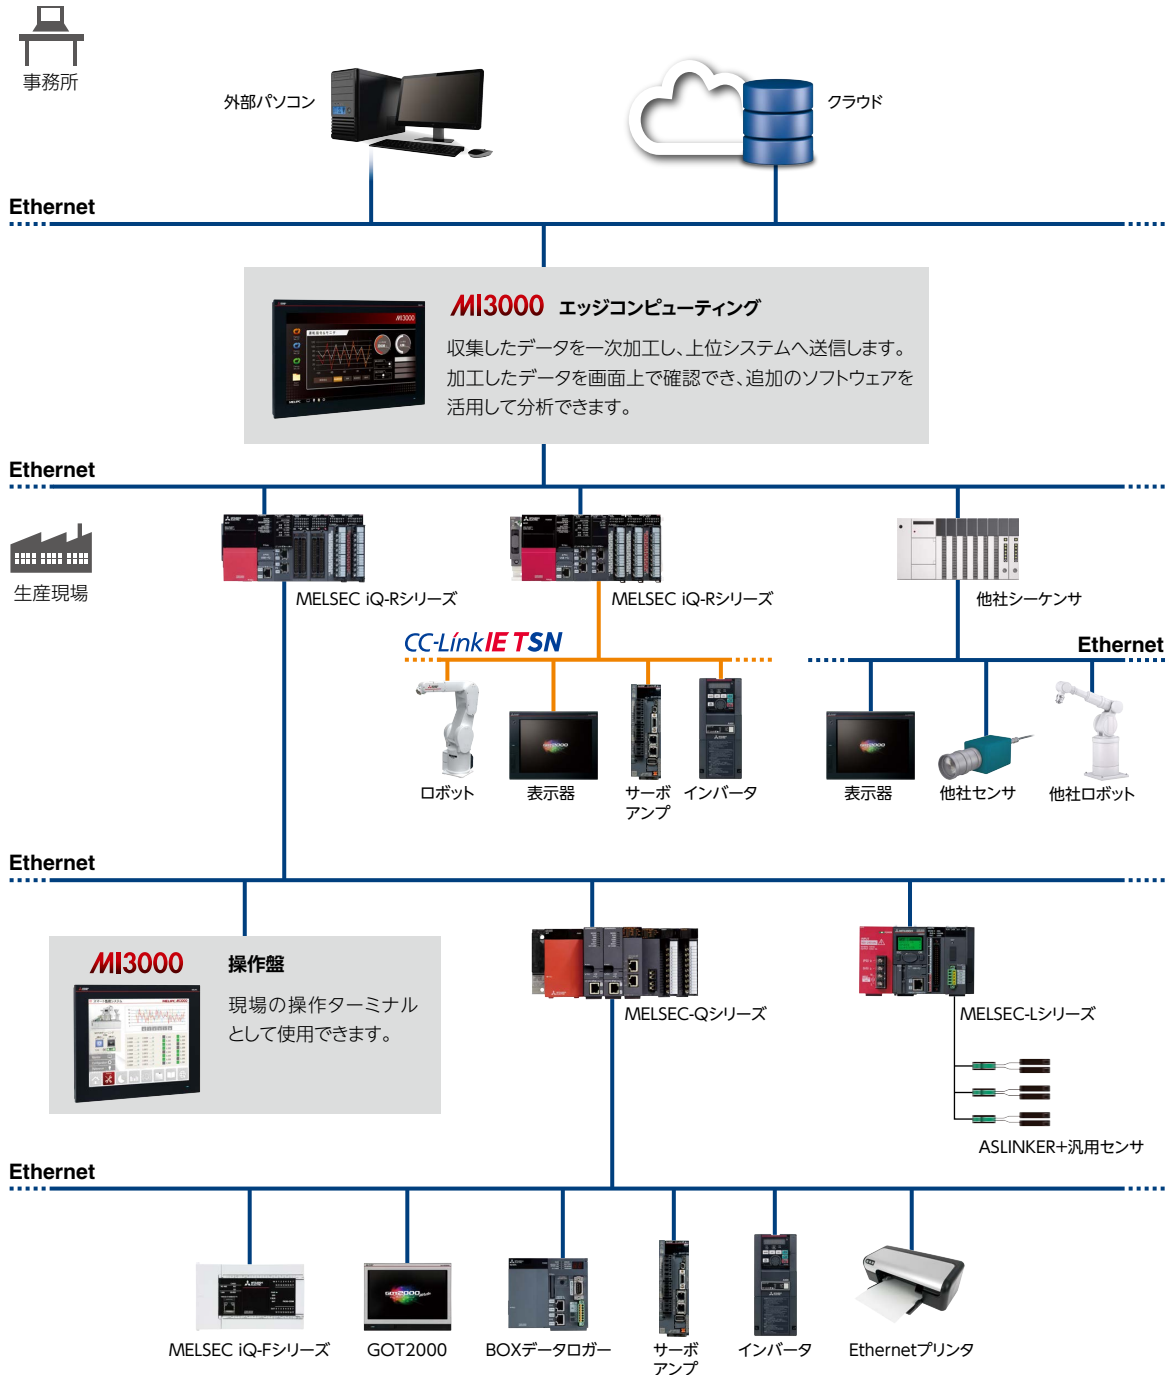 事務所
外部パソコン
クラウド
Ethernet
MI3000 エッジコンピューティング
収集したデータを一次加工し、上位システムへ送信します。
加工したデータを画面上で確認でき、追加のソフトウェアを
活用して分析できます。
Ethernet
生産現場
MELSEC iQ-Rシリーズ
MELSEC iQ-Rシリーズ
他社シーケンサ
CC-Link IE TSN
Ethernet
ロボット
表示器
サーボ
アンプ
インバータ
表示器
他社センサ
他社ロボット
Ethernet
MI3000 操作盤
現場の操作ターミナル
として使用できます。
MELSEC-Qシリーズ
MELSEC-Lシリーズ
ASLINKER+汎用センサ
Ethernet
MELSEC iQ-Fシリーズ
GOT2000
BOXデータロガー
サーボ
アンプ
インバータ
Ethernetプリンタ